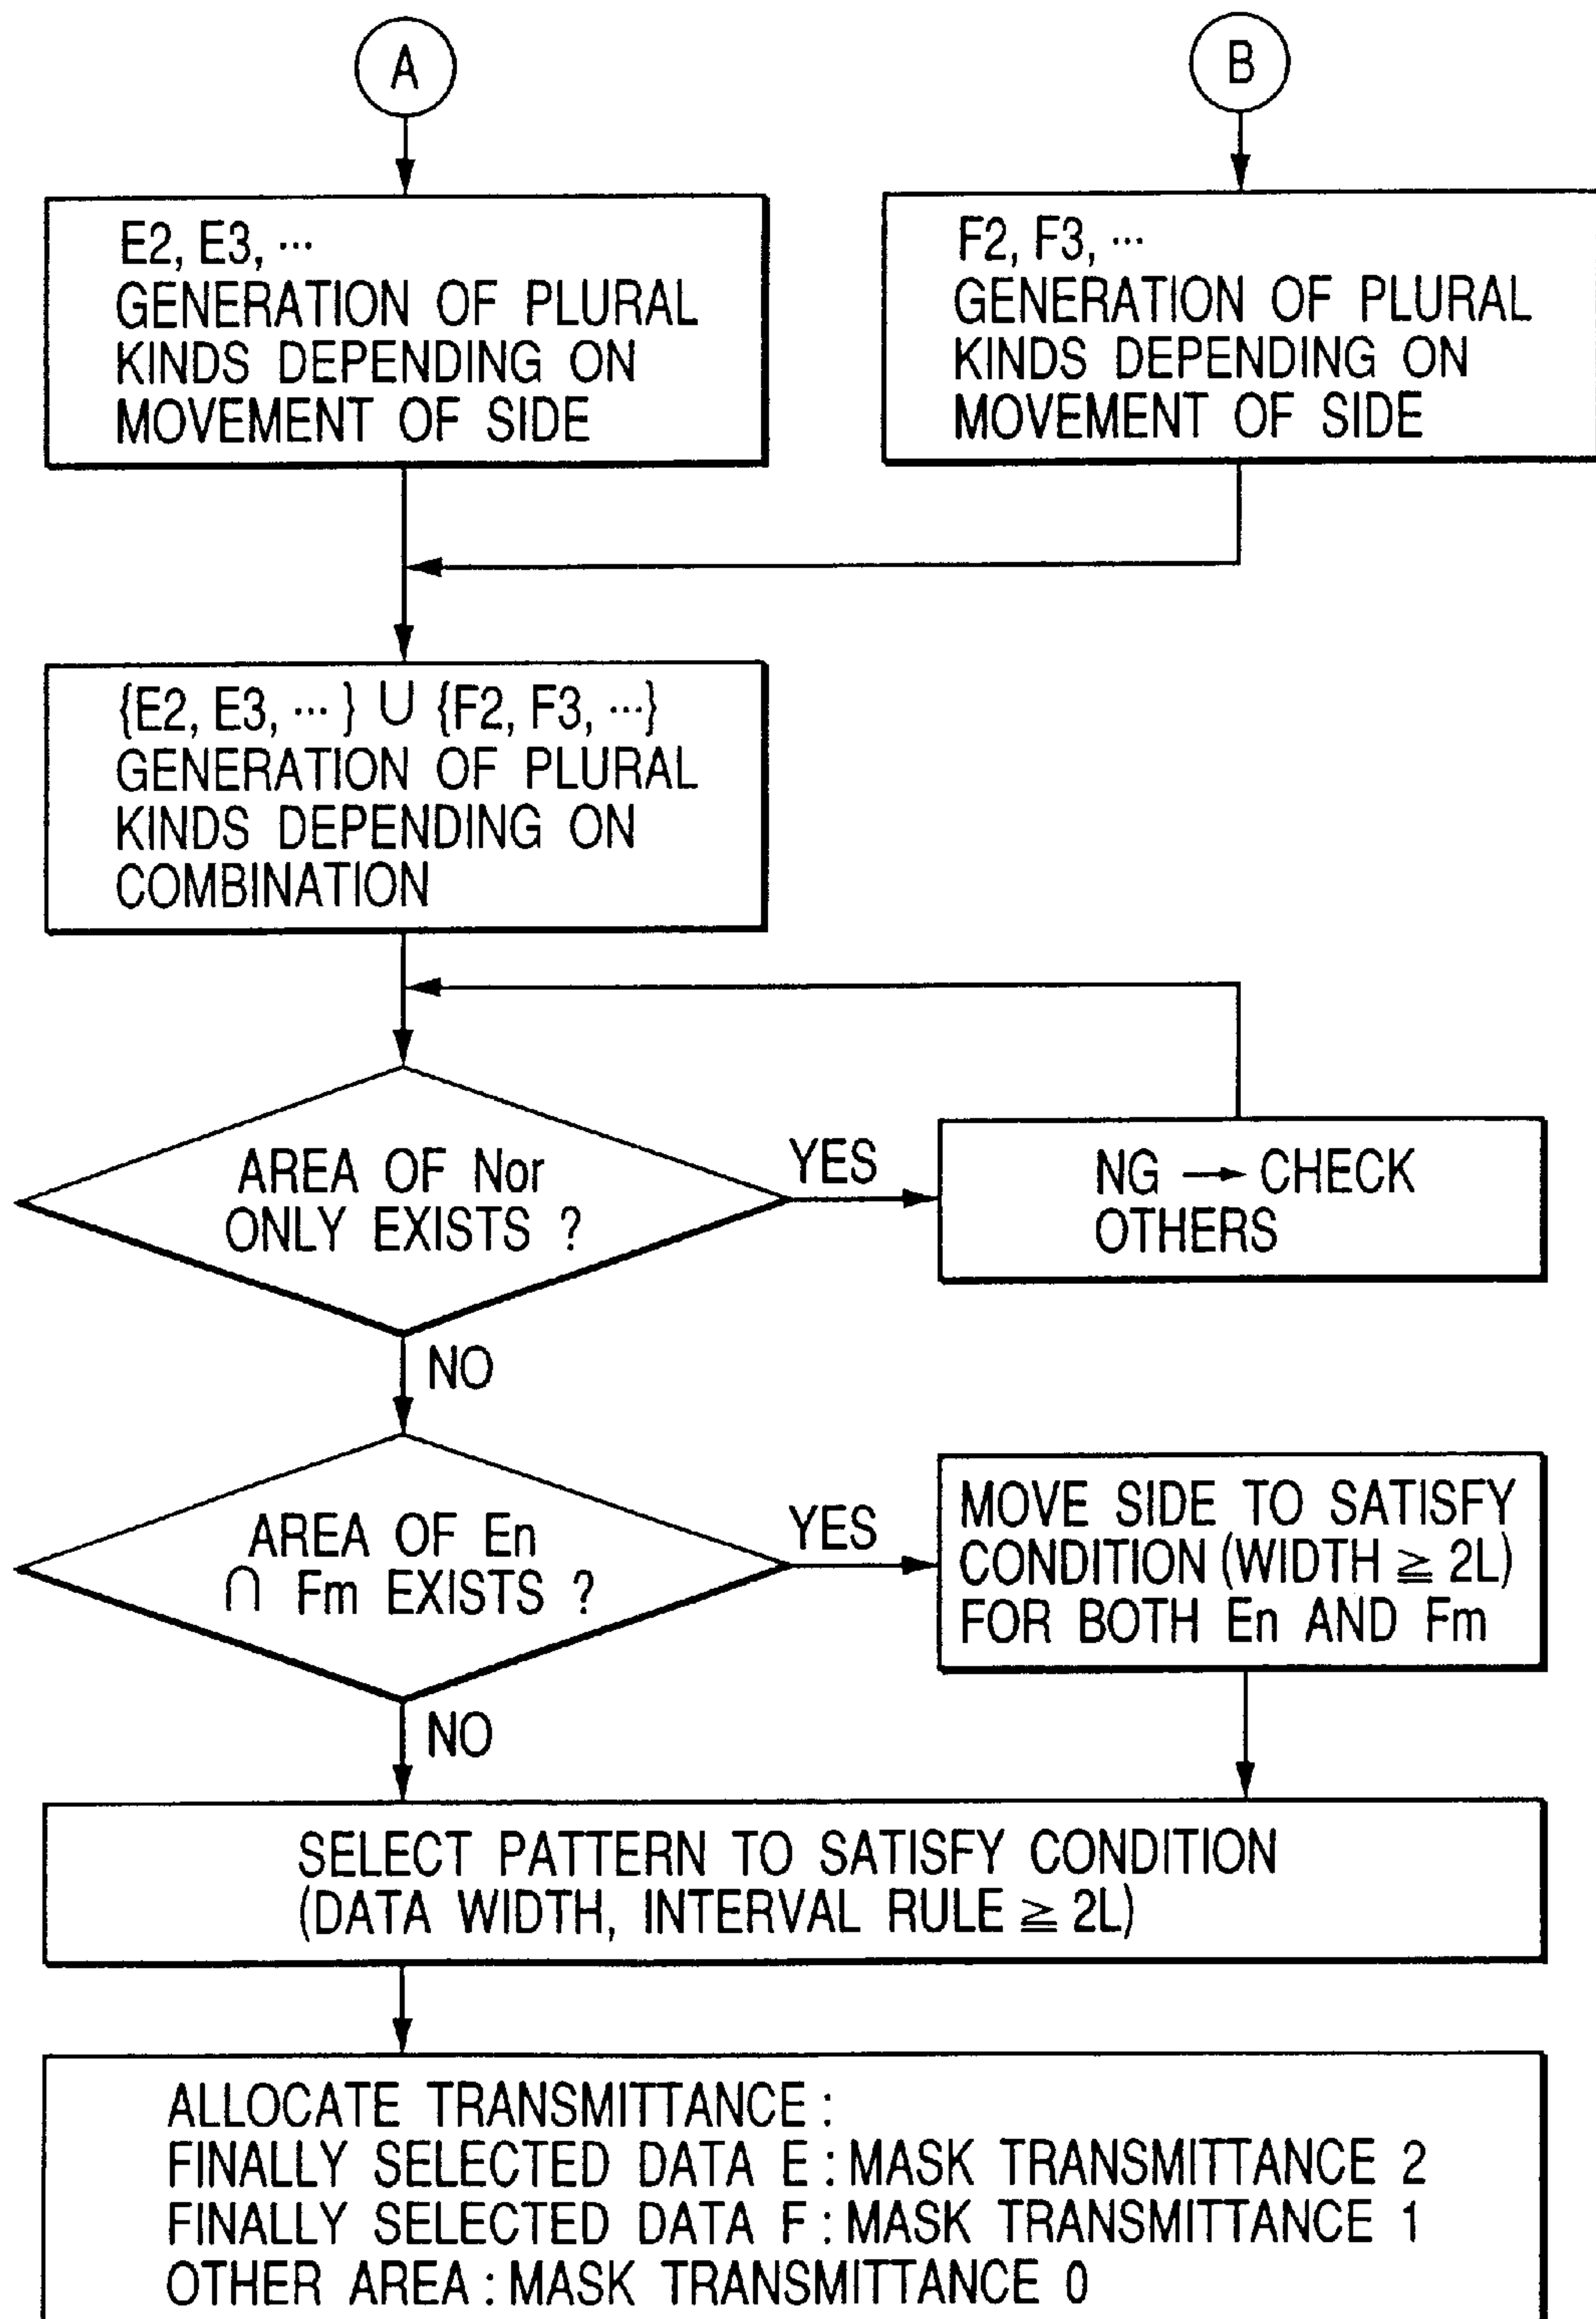 A
B
E2, E3, ···
GENERATION OF PLURAL
KINDS DEPENDING ON
MOVEMENT OF SIDE
F2, F3, ···
GENERATION OF PLURAL
KINDS DEPENDING ON
MOVEMENT OF SIDE
{E2, E3, ··· } ∪ {F2, F3, ···}
GENERATION OF PLURAL
KINDS DEPENDING ON
COMBINATION
AREA OF Nor
ONLY EXISTS ?
YES
NG → CHECK
OTHERS
NO
AREA OF En
∩ Fm EXISTS ?
YES
MOVE SIDE TO SATISFY
CONDITION (WIDTH ≧ 2L)
FOR BOTH En AND Fm
NO
SELECT PATTERN TO SATISFY CONDITION
(DATA WIDTH, INTERVAL RULE ≧ 2L)
ALLOCATE TRANSMITTANCE :
FINALLY SELECTED DATA E : MASK TRANSMITTANCE 2
FINALLY SELECTED DATA F : MASK TRANSMITTANCE 1
OTHER AREA : MASK TRANSMITTANCE 0